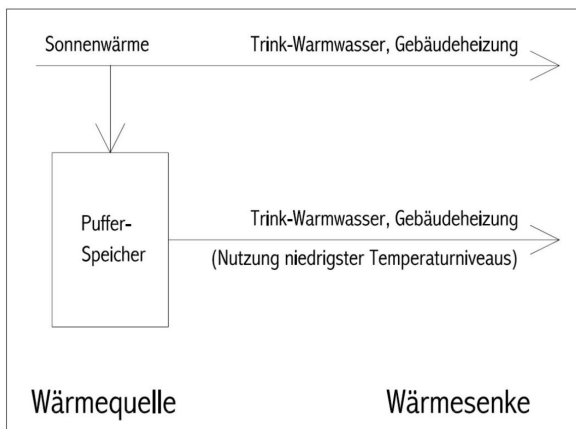 Sonnenwärme
Trink-Warmwasser, Gebäudeheizung
Puffer-
Speicher
Trink-Warmwasser, Gebäudeheizung
(Nutzung niedrigster Temperaturniveaus)
Wärmequelle
Wärmesenke